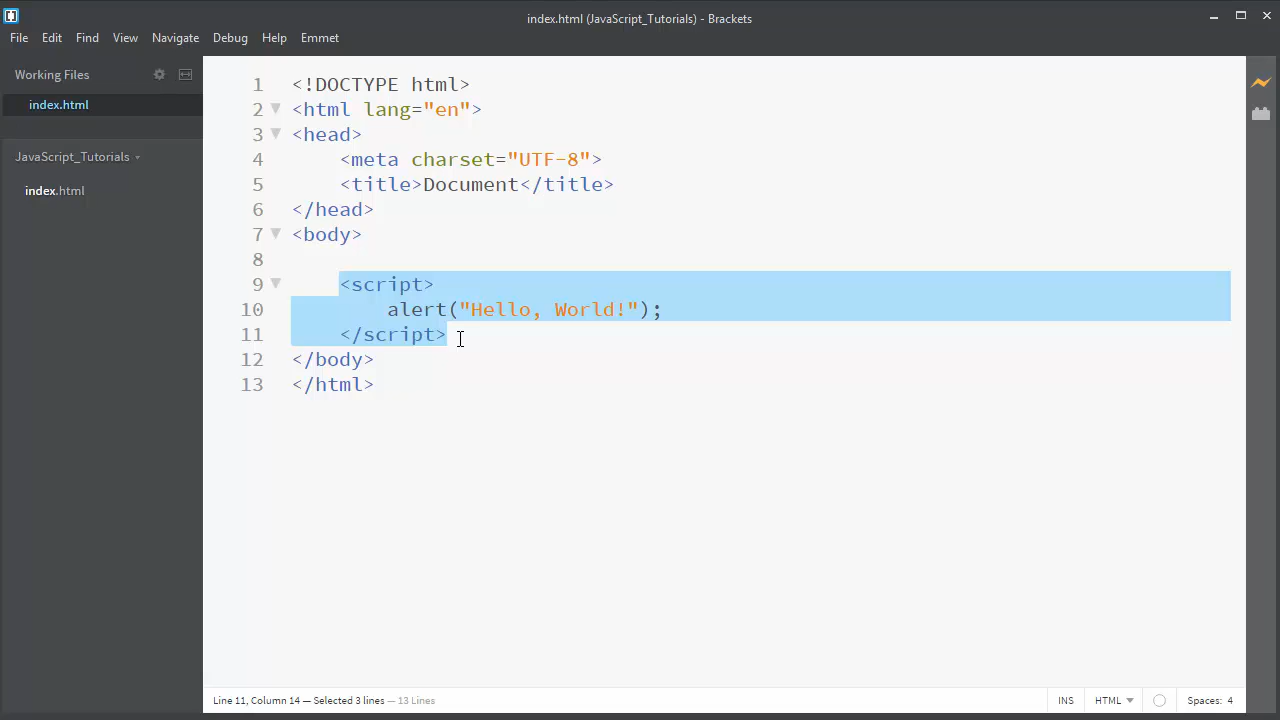 index.html (JavaScript_Tutorials) - Brackets
File Edit Find View Navigate Debug Help Emmet
Working Files
index.html
JavaScript_Tutorials
index.html
1 <!DOCTYPE html>
2 <html lang="en">
3 <head>
4     <meta charset="UTF-8">
5     <title>Document</title>
6 </head>
7 <body>
8
9     <script>
10         alert("Hello, World!");
11     </script>
12 </body>
13 </html>
Line 11, Column 14 — Selected 3 lines — 13 Lines INS HTML Spaces: 4